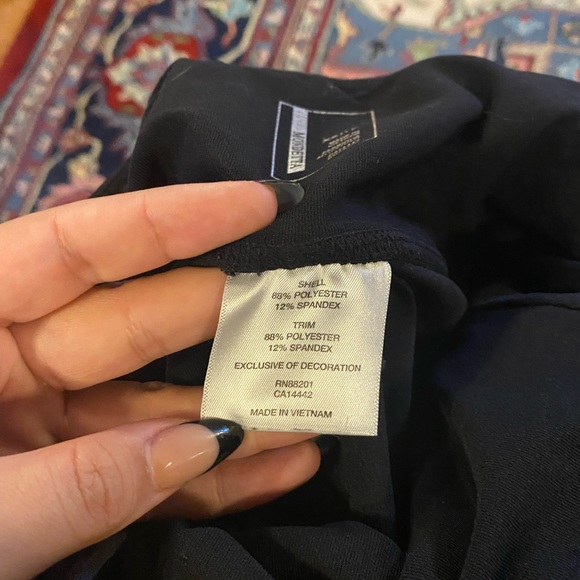 SHELL
88% POLYESTER
12% SPANDEX
TRIM
88% POLYESTER
12% SPANDEX
EXCLUSIVE OF DECORATION
RN88201
CA14442
MADE IN VIETNAM